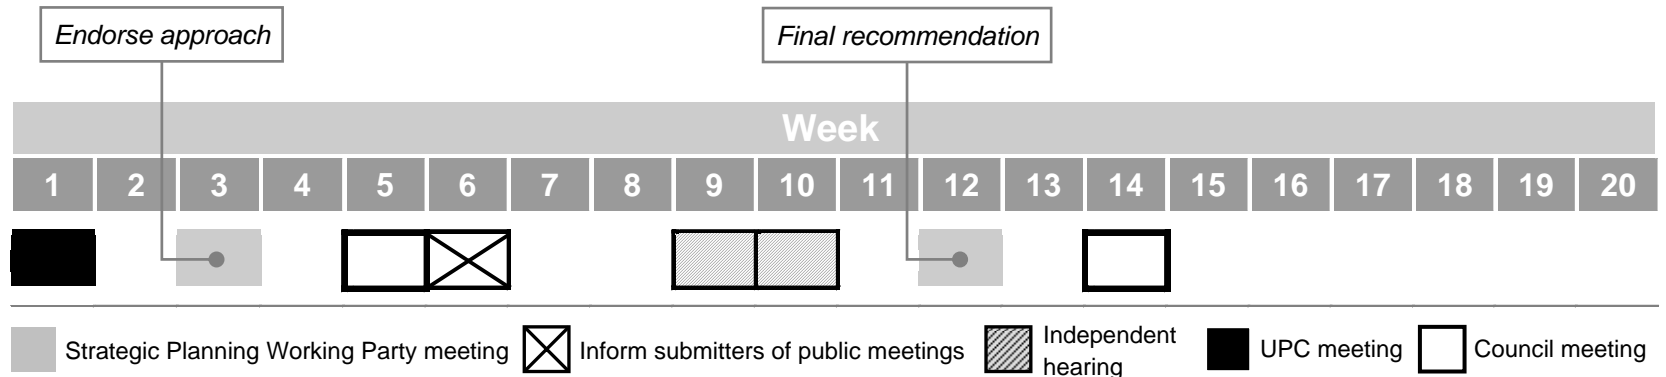 Endorse approach
Final recommendation
Week
1 2 3 4 5 6 7 8 9 10 11 12 13 14 15 16 17 18 19 20
Strategic Planning Working Party meeting
Inform submitters of public meetings
Independent
hearing
UPC meeting
Council meeting